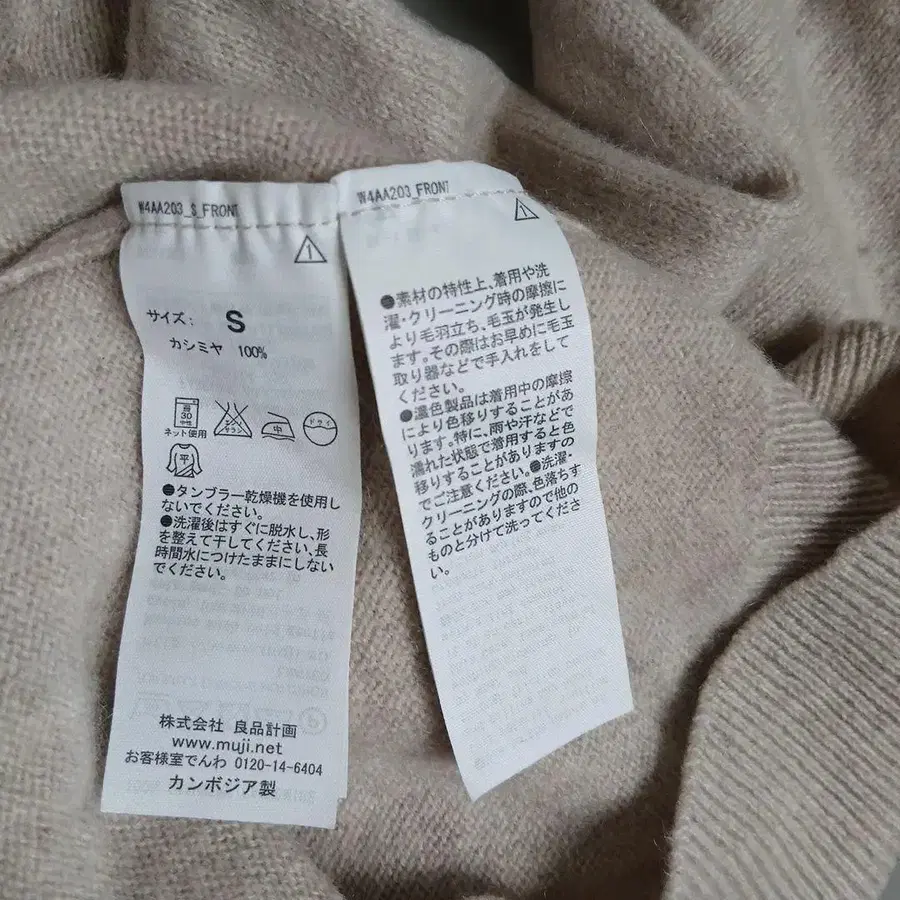 W4AA203_S_FRONT
1
サイズ: S
カシミヤ 100%
弱
30
中性
ネット使用
エンソ
サラシ
中
ドライ
平
●タンブラー乾燥機を使用し
ないでください。
●洗濯後はすぐに脱水し、形
を整えて干してください、長
時間水につけたままにしない
でください。
株式会社 良品計画
www.muji.net
お客様室でんわ 0120-14-6404
カンボジア製
W4AA203_FRONT
1
●素材の特性上、着用や洗
濯・クリーニング時の摩擦に
より毛羽立ち、毛玉が発生し
ます。その際はお早めに毛玉
取り器などで手入れをして
ください。
●濃色製品は着用中の摩擦
により色移りすることがあ
ります。特に、雨や汗などで
濡れた状態で着用すると色
移りすることがありますの
でご注意ください。●洗濯・
クリーニングの際、色落ちす
ることがありますので他の
ものと分けて洗ってくださ
い。